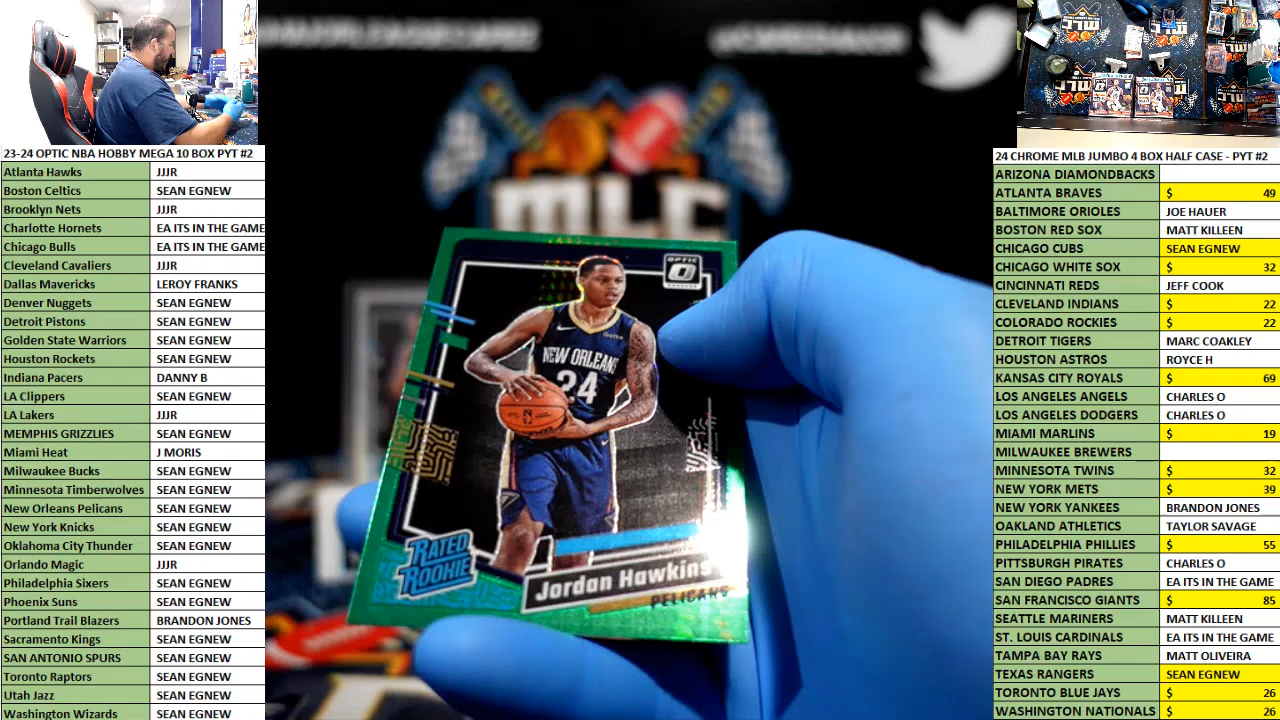 23-24 OPTIC NBA HOBBY MEGA 10 BOX PYT #2
Atlanta Hawks JJJR
Boston Celtics SEAN EGNEW
Brooklyn Nets JJJR
Charlotte Hornets EA ITS IN THE GAME
Chicago Bulls EA ITS IN THE GAME
Cleveland Cavaliers JJJR
Dallas Mavericks LEROY FRANKS
Denver Nuggets SEAN EGNEW
Detroit Pistons SEAN EGNEW
Golden State Warriors SEAN EGNEW
Houston Rockets SEAN EGNEW
Indiana Pacers DANNY B
LA Clippers SEAN EGNEW
LA Lakers JJJR
MEMPHIS GRIZZLIES SEAN EGNEW
Miami Heat J MORIS
Milwaukee Bucks SEAN EGNEW
Minnesota Timberwolves SEAN EGNEW
New Orleans Pelicans SEAN EGNEW
New York Knicks SEAN EGNEW
Oklahoma City Thunder SEAN EGNEW
Orlando Magic JJJR
Philadelphia Sixers SEAN EGNEW
Phoenix Suns SEAN EGNEW
Portland Trail Blazers BRANDON JONES
Sacramento Kings SEAN EGNEW
SAN ANTONIO SPURS SEAN EGNEW
Toronto Raptors SEAN EGNEW
Utah Jazz SEAN EGNEW
Washington Wizards SEAN EGNEW
MLF
OPTIC
NEW ORLEANS
24
RATED
ROOKIE
Jordan Hawkins
PELICANS
24 CHROME MLB JUMBO 4 BOX HALF CASE - PYT #2
ARIZONA DIAMONDBACKS
ATLANTA BRAVES $ 49
BALTIMORE ORIOLES JOE HAUER
BOSTON RED SOX MATT KILLEEN
CHICAGO CUBS SEAN EGNEW
CHICAGO WHITE SOX $ 32
CINCINNATI REDS JEFF COOK
CLEVELAND INDIANS $ 22
COLORADO ROCKIES $ 22
DETROIT TIGERS MARC COAKLEY
HOUSTON ASTROS ROYCE H
KANSAS CITY ROYALS $ 69
LOS ANGELES ANGELS CHARLES O
LOS ANGELES DODGERS CHARLES O
MIAMI MARLINS $ 19
MILWAUKEE BREWERS
MINNESOTA TWINS $ 32
NEW YORK METS $ 39
NEW YORK YANKEES BRANDON JONES
OAKLAND ATHLETICS TAYLOR SAVAGE
PHILADELPHIA PHILLIES $ 55
PITTSBURGH PIRATES CHARLES O
SAN DIEGO PADRES EA ITS IN THE GAME
SAN FRANCISCO GIANTS $ 85
SEATTLE MARINERS MATT KILLEEN
ST. LOUIS CARDINALS EA ITS IN THE GAME
TAMPA BAY RAYS MATT OLIVEIRA
TEXAS RANGERS SEAN EGNEW
TORONTO BLUE JAYS $ 26
WASHINGTON NATIONALS $ 26